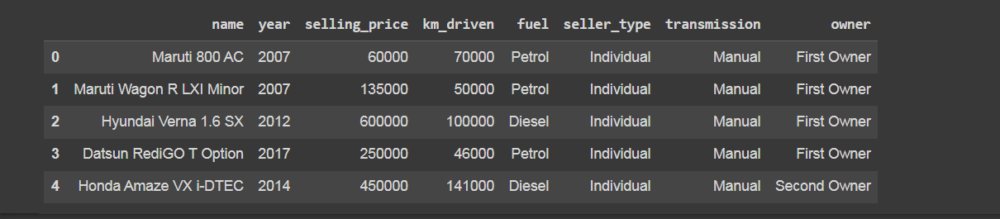 name year selling_price km_driven fuel seller_type transmission owner
0 Maruti 800 AC 2007 60000 70000 Petrol Individual Manual First Owner
1 Maruti Wagon R LXI Minor 2007 135000 50000 Petrol Individual Manual First Owner
2 Hyundai Verna 1.6 SX 2012 600000 100000 Diesel Individual Manual First Owner
3 Datsun RediGO T Option 2017 250000 46000 Petrol Individual Manual First Owner
4 Honda Amaze VX i-DTEC 2014 450000 141000 Diesel Individual Manual Second Owner